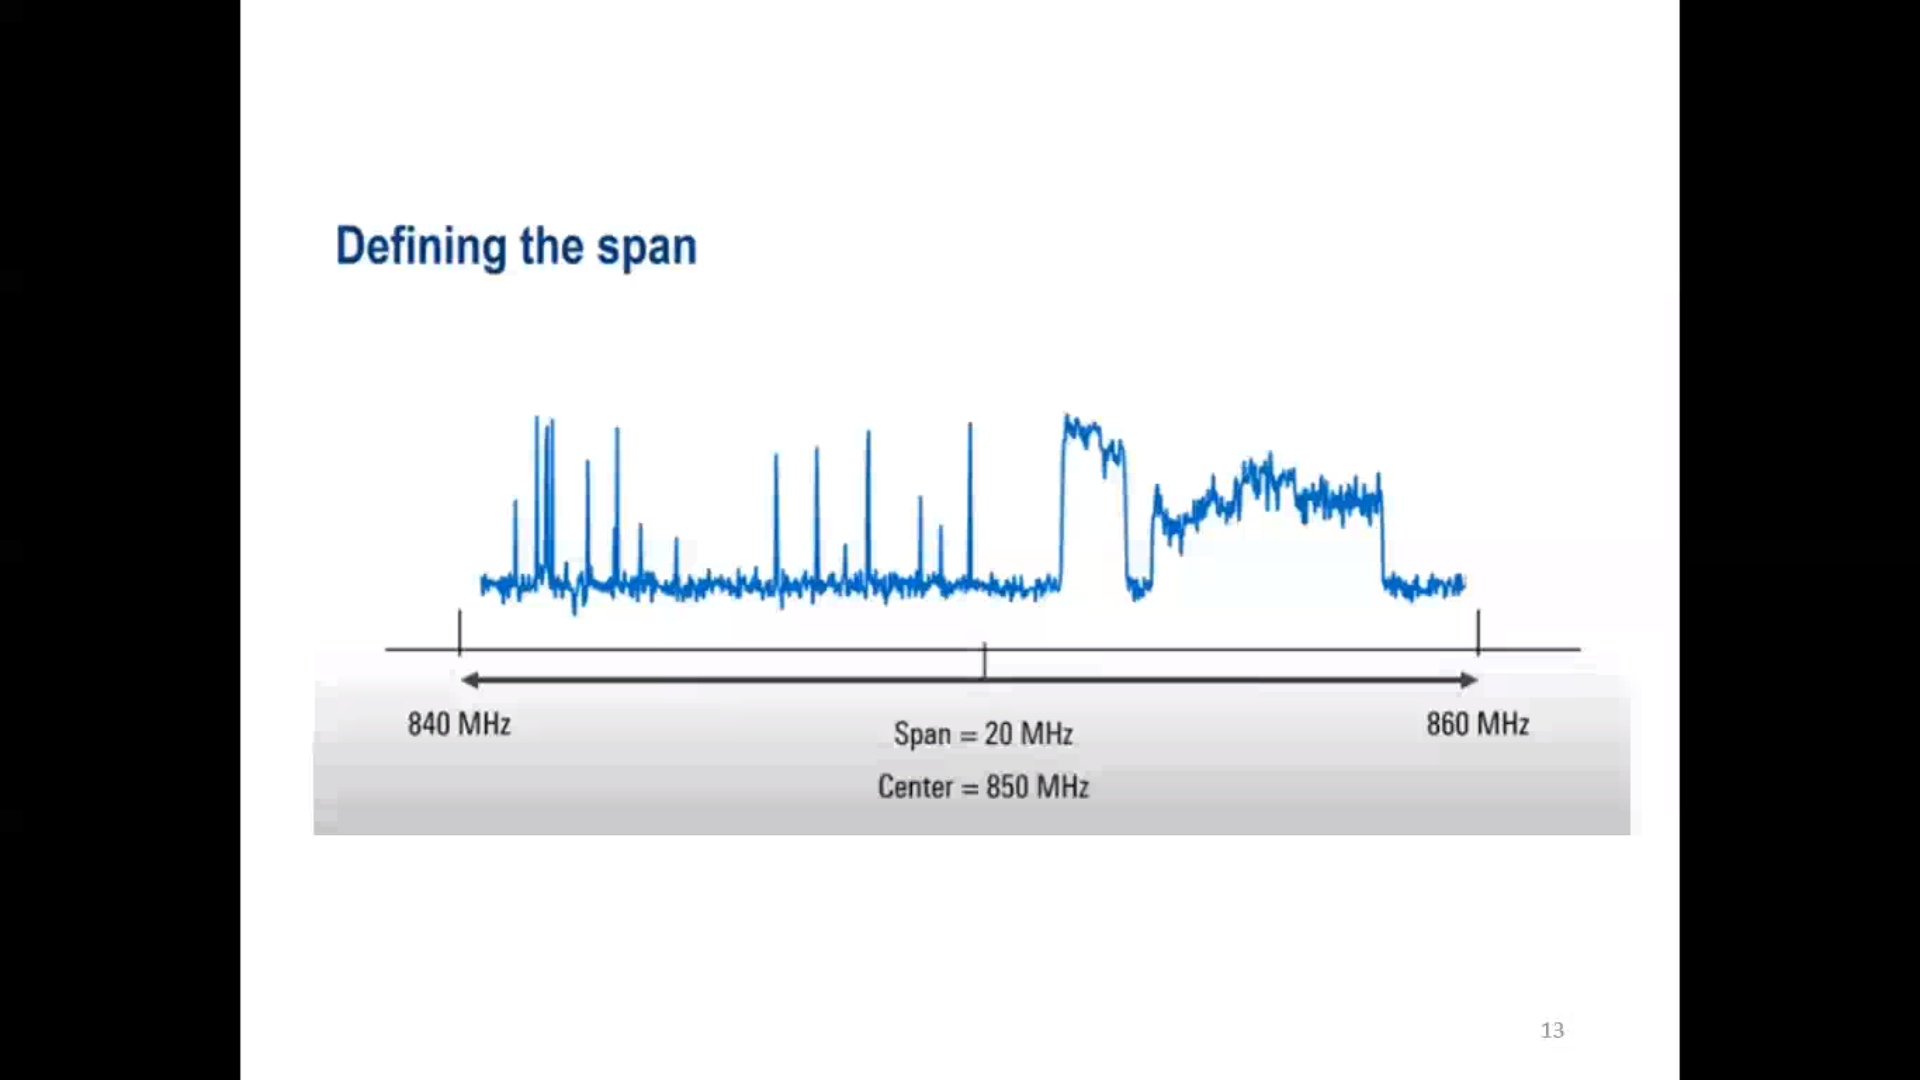 Defining the span
840 MHz
860 MHz
Span = 20 MHz
Center = 850 MHz
13